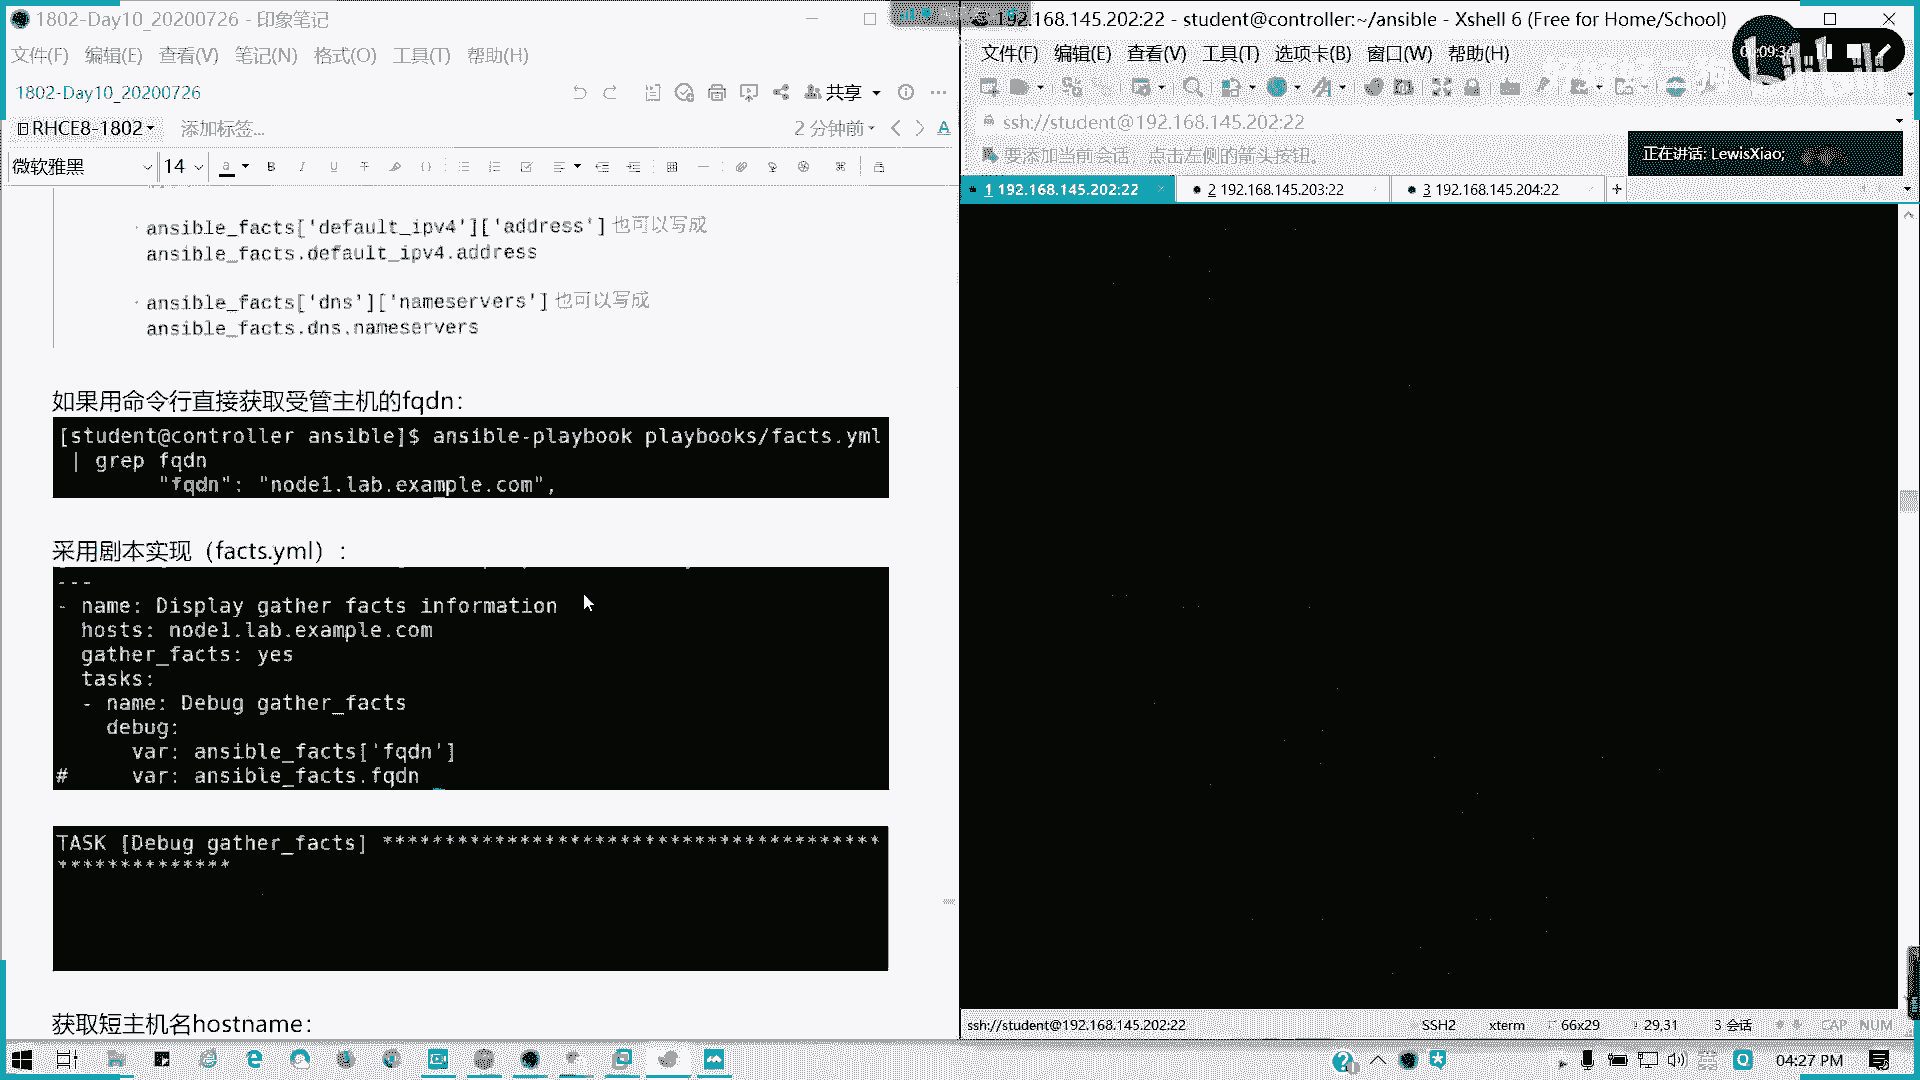 1802-Day10_20200726 - 印象笔记
文件(F) 编辑(E) 查看(V) 笔记(N) 格式(O) 工具(T) 帮助(H)
1802-Day10_20200726
共享
RHCE8-1802
添加标签...
2 分钟前
微软雅黑 14
ansible_facts['default_ipv4']['address'] 也可以写成
ansible_facts.default_ipv4.address
ansible_facts['dns']['nameservers'] 也可以写成
ansible_facts.dns.nameservers
如果用命令行直接获取受管主机的fqdn：
[student@controller ansible]$ ansible-playbook playbooks/facts.yml
| grep fqdn
"fqdn": "node1.lab.example.com",
采用剧本实现（facts.yml）：
---
- name: Display gather facts information
hosts: node1.lab.example.com
gather_facts: yes
tasks:
- name: Debug gather_facts
debug:
var: ansible_facts['fqdn']
# var: ansible_facts.fqdn
TASK [Debug gather_facts] ***************************************
**************
获取短主机名hostname：
192.168.145.202:22 - student@controller:~/ansible - Xshell 6 (Free for Home/School)
文件(F) 编辑(E) 查看(V) 工具(T) 选项卡(B) 窗口(W) 帮助(H)
ssh://student@192.168.145.202:22
要添加当前会话，点击左侧的箭头按钮。
正在讲话: LewisXiao;
1 192.168.145.202:22
2 192.168.145.203:22
3 192.168.145.204:22
ssh://student@192.168.145.202:22
SSH2 xterm 66x29 29,31 3 会话 CAP NUM
04:27 PM